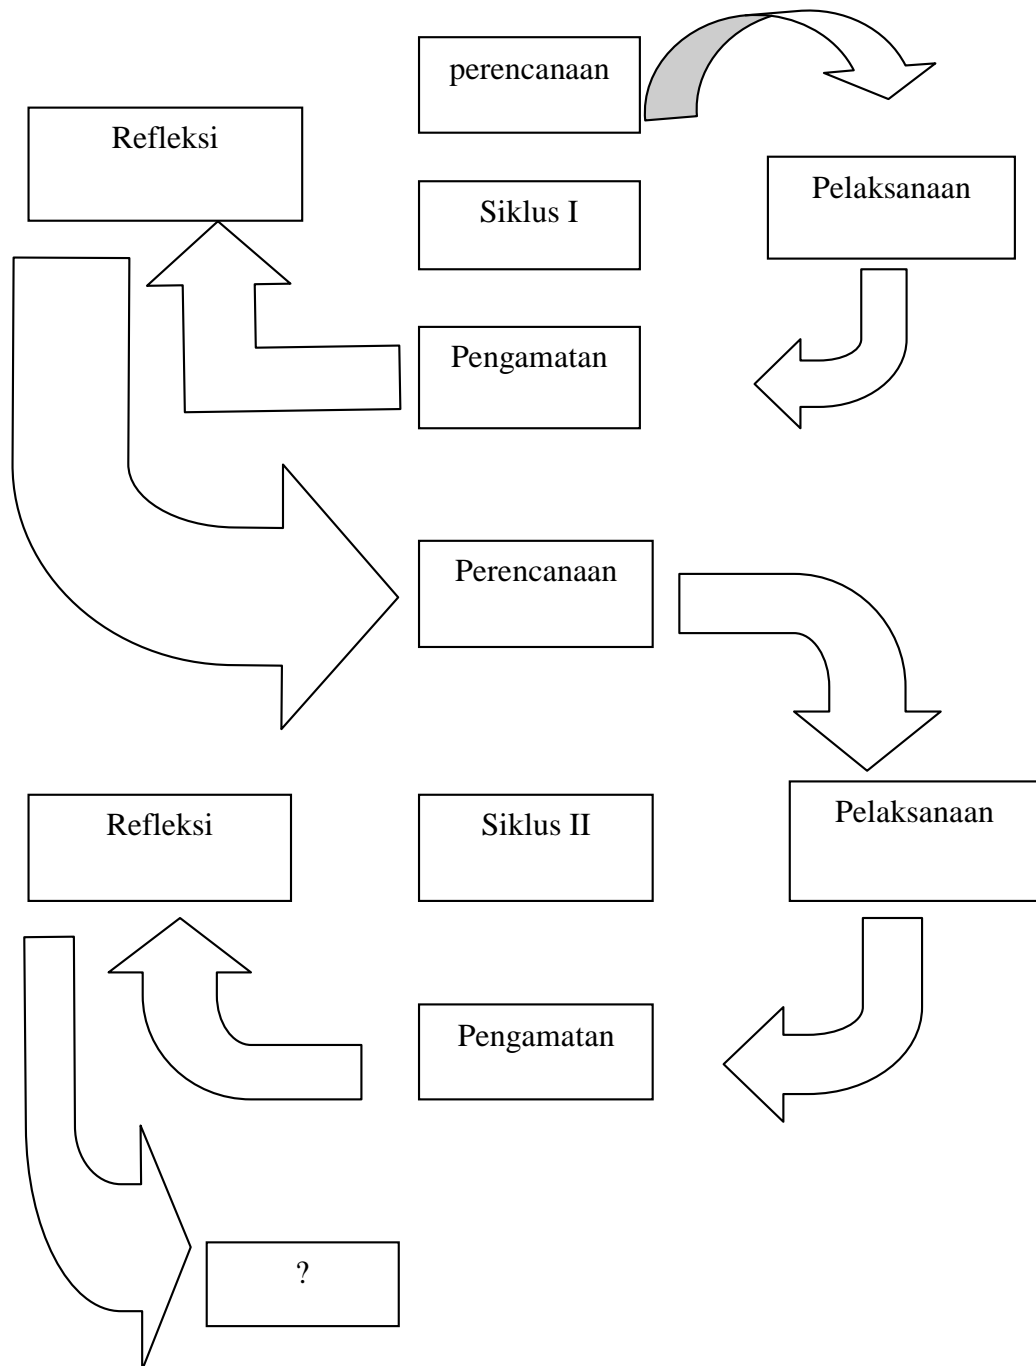 perencanaan
Refleksi
Pelaksanaan
Siklus I
Pengamatan
Perencanaan
Refleksi
Siklus II
Pelaksanaan
Pengamatan
?